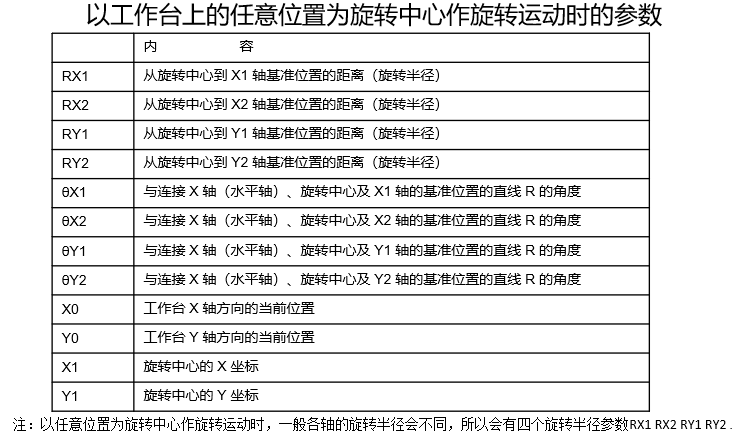 以工作台上的任意位置为旋转中心作旋转运动时的参数
内 容
RX1 从旋转中心到 X1 轴基准位置的距离（旋转半径）
RX2 从旋转中心到 X2 轴基准位置的距离（旋转半径）
RY1 从旋转中心到 Y1 轴基准位置的距离（旋转半径）
RY2 从旋转中心到 Y2 轴基准位置的距离（旋转半径）
θX1 与连接 X 轴（水平轴）、旋转中心及 X1 轴的基准位置的直线 R 的角度
θX2 与连接 X 轴（水平轴）、旋转中心及 X2 轴的基准位置的直线 R 的角度
θY1 与连接 X 轴（水平轴）、旋转中心及 Y1 轴的基准位置的直线 R 的角度
θY2 与连接 X 轴（水平轴）、旋转中心及 Y2 轴的基准位置的直线 R 的角度
X0 工作台 X 轴方向的当前位置
Y0 工作台 Y 轴方向的当前位置
X1 旋转中心的 X 坐标
Y1 旋转中心的 Y 坐标
注：以任意位置为旋转中心作旋转运动时，一般各轴的旋转半径会不同，所以会有四个旋转半径参数RX1 RX2 RY1 RY2 .